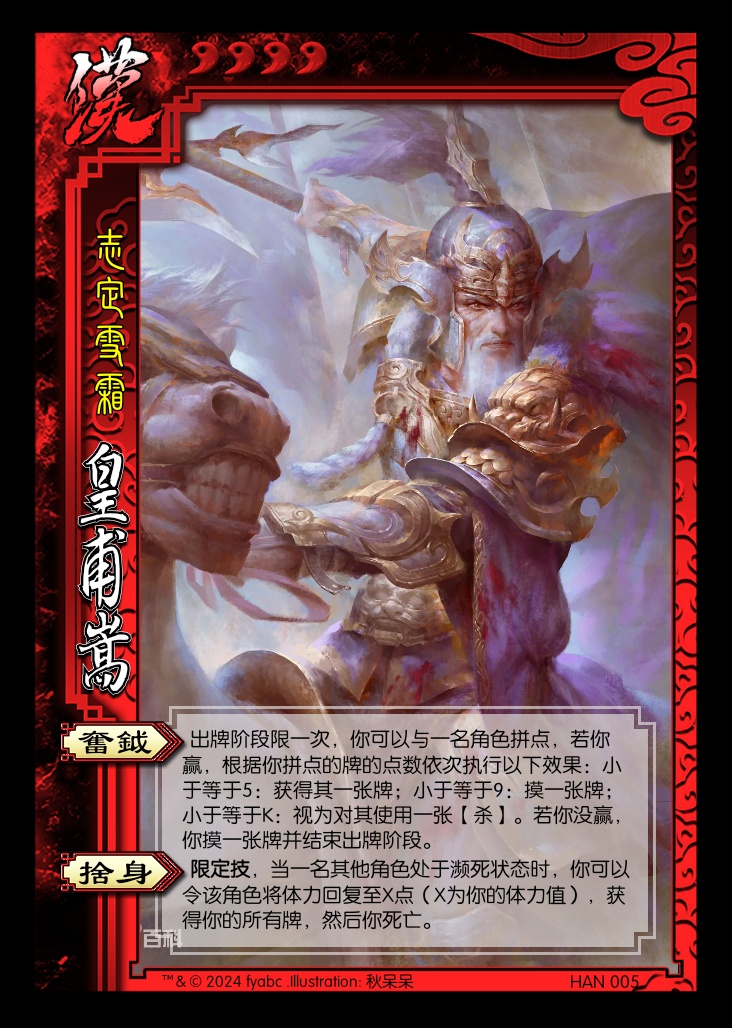 志定雪霜
皇甫嵩
奮鉞
出牌阶段限一次，你可以与一名角色拼点，若你
赢，根据你拼点的牌的点数依次执行以下效果：小
于等于5：获得其一张牌；小于等于9：摸一张牌；
小于等于K：视为对其使用一张【杀】。若你没赢，
你摸一张牌并结束出牌阶段。
捨身
限定技，当一名其他角色处于濒死状态时，你可以
令该角色将体力回复至X点（X为你的体力值），获
得你的所有牌，然后你死亡。
百科
™& © 2024 fyabc .Illustration: 秋呆呆
HAN 005